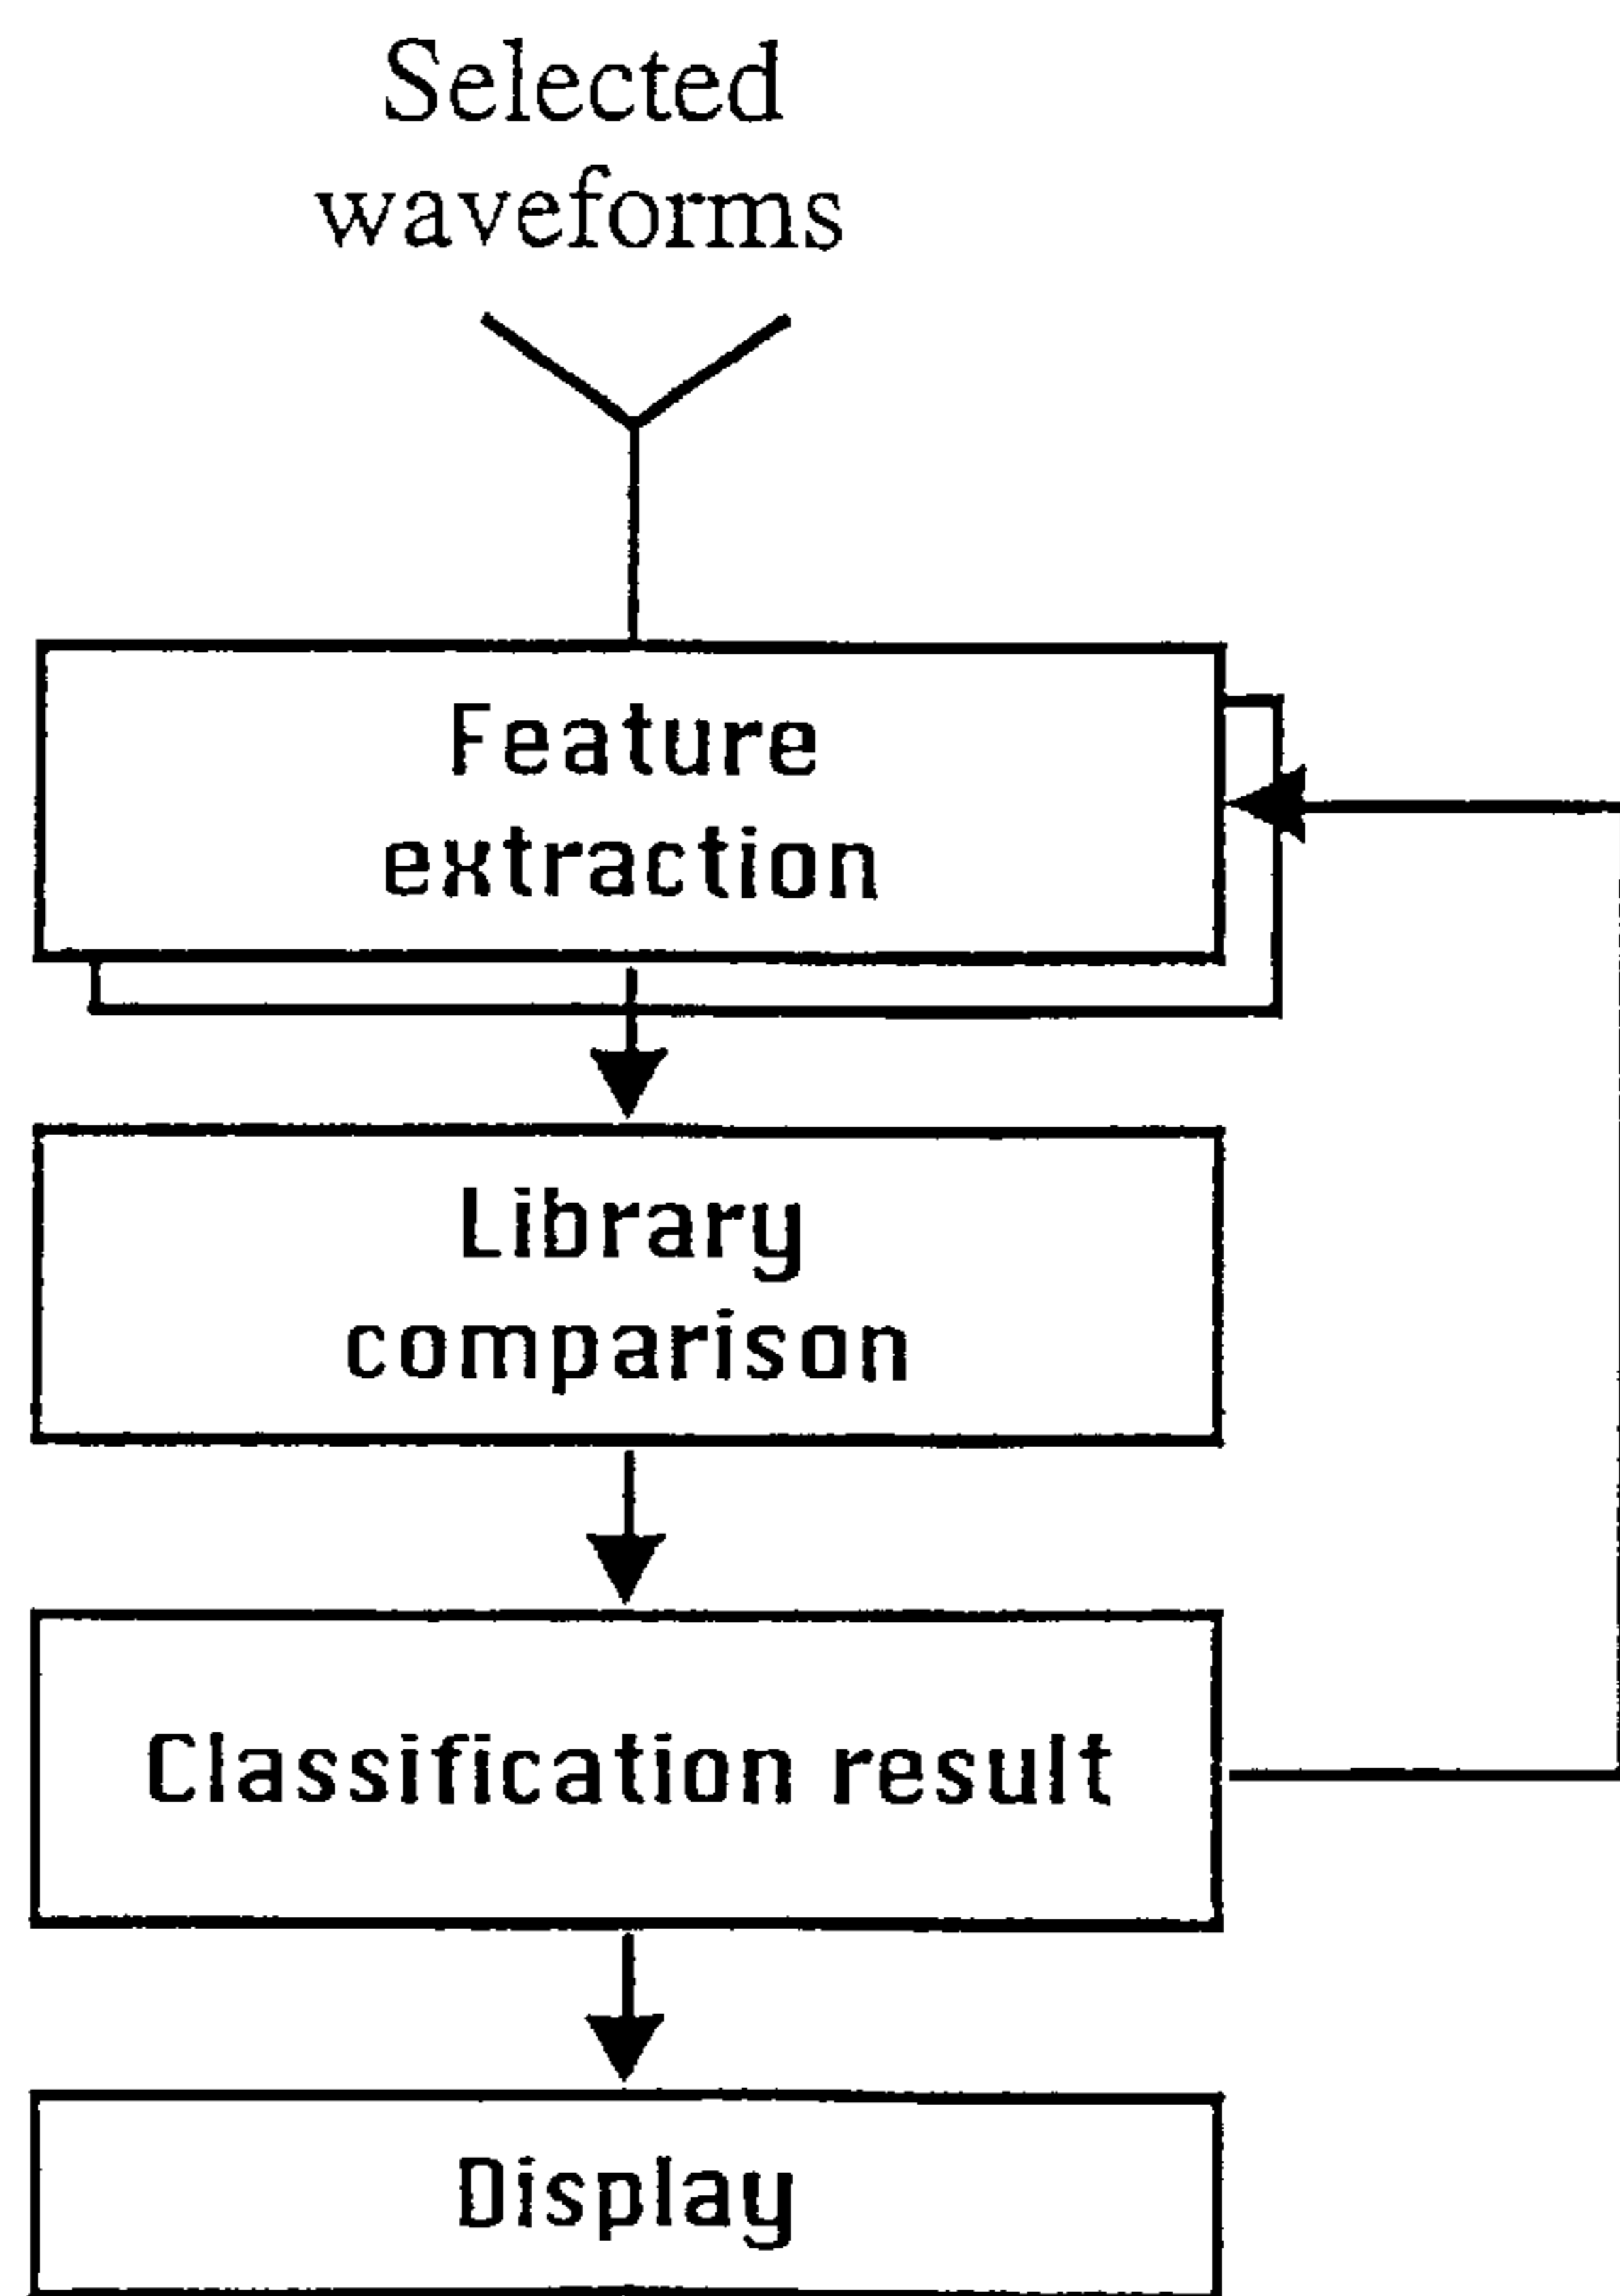 Selected
waveforms
Feature
extraction
Library
comparison
Classification result
Display